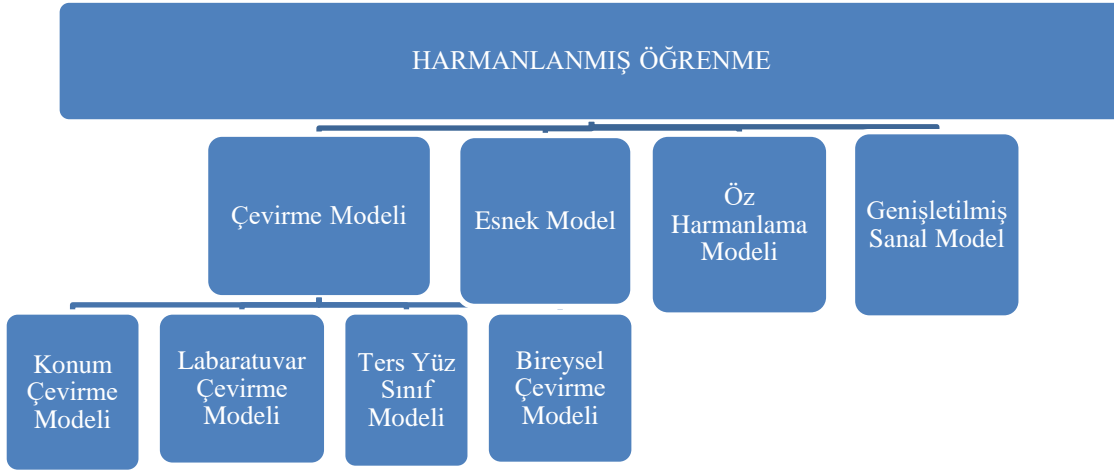 HARMANLANMIŞ ÖĞRENME
Çevirme Modeli
Esnek Model
Öz
Harmanlama
Modeli
Genişletilmiş
Sanal Model
Konum
Çevirme
Modeli
Labaratuvar
Çevirme
Modeli
Ters Yüz
Sınıf
Modeli
Bireysel
Çevirme
Modeli